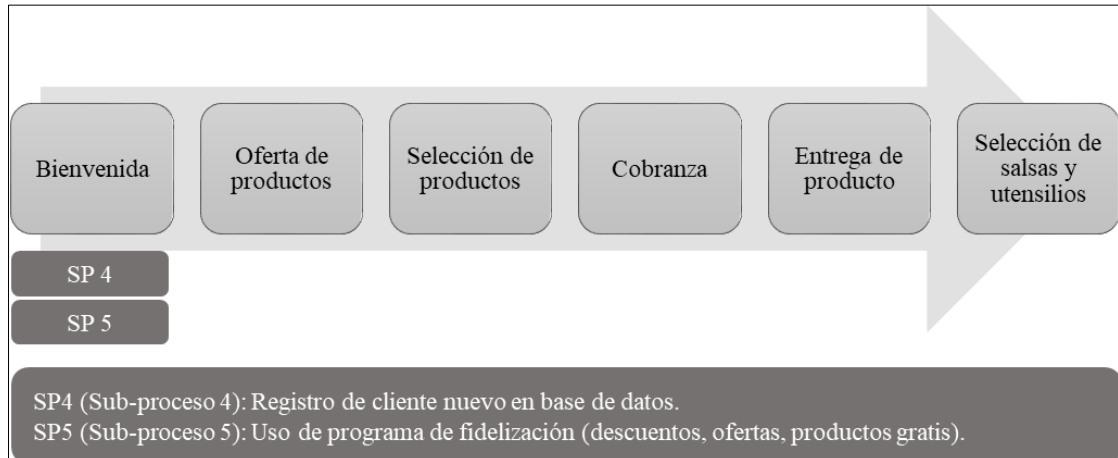 Bienvenida
Oferta de
productos
Selección de
productos
Cobranza
Entrega de
producto
Selección de
salsas y
utensilios
SP 4
SP 5
SP4 (Sub-proceso 4): Registro de cliente nuevo en base de datos.
SP5 (Sub-proceso 5): Uso de programa de fidelización (descuentos, ofertas, productos gratis).